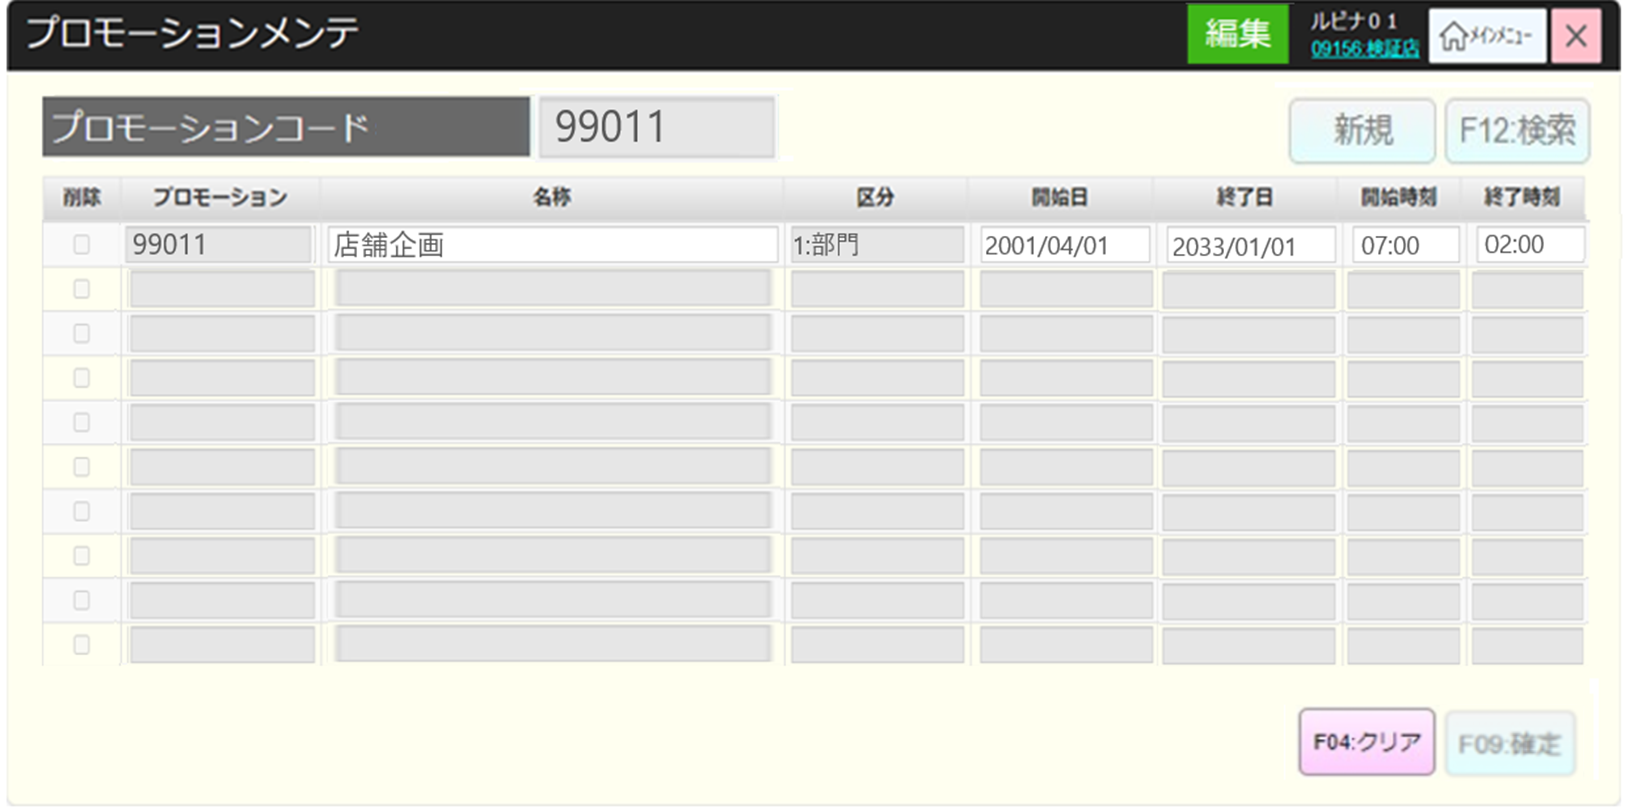 プロモーションメンテ
編集
ルピナ01
09156:検証店
ﾒｲﾝﾒﾆｭｰ
プロモーションコード
99011
新規
F12:検索
削除 プロモーション 名称 区分 開始日 終了日 開始時刻 終了時刻
99011 店舗企画 1:部門 2001/04/01 2033/01/01 07:00 02:00
F04:クリア
F09:確定